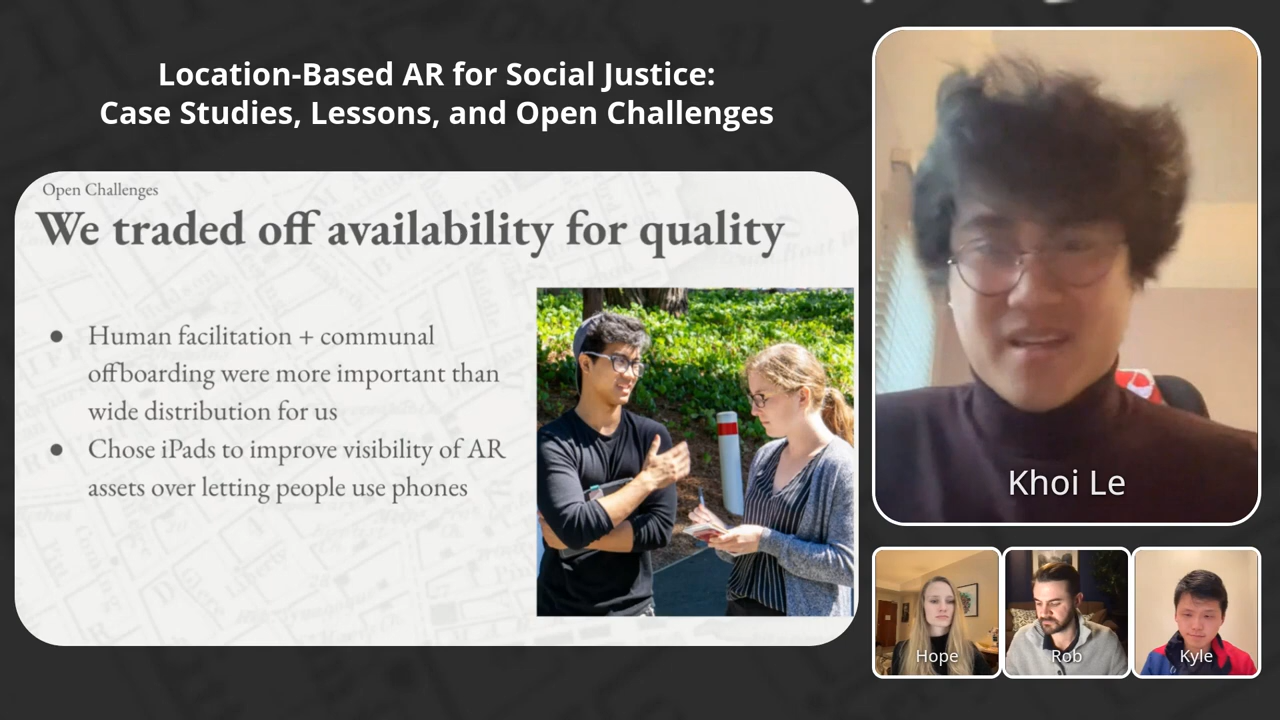 Location-Based AR for Social Justice:
Case Studies, Lessons, and Open Challenges
Open Challenges
We traded off availability for quality
● Human facilitation + communal
offboarding were more important than
wide distribution for us
● Chose iPads to improve visibility of AR
assets over letting people use phones
Khoi Le
Hope
Rob
Kyle